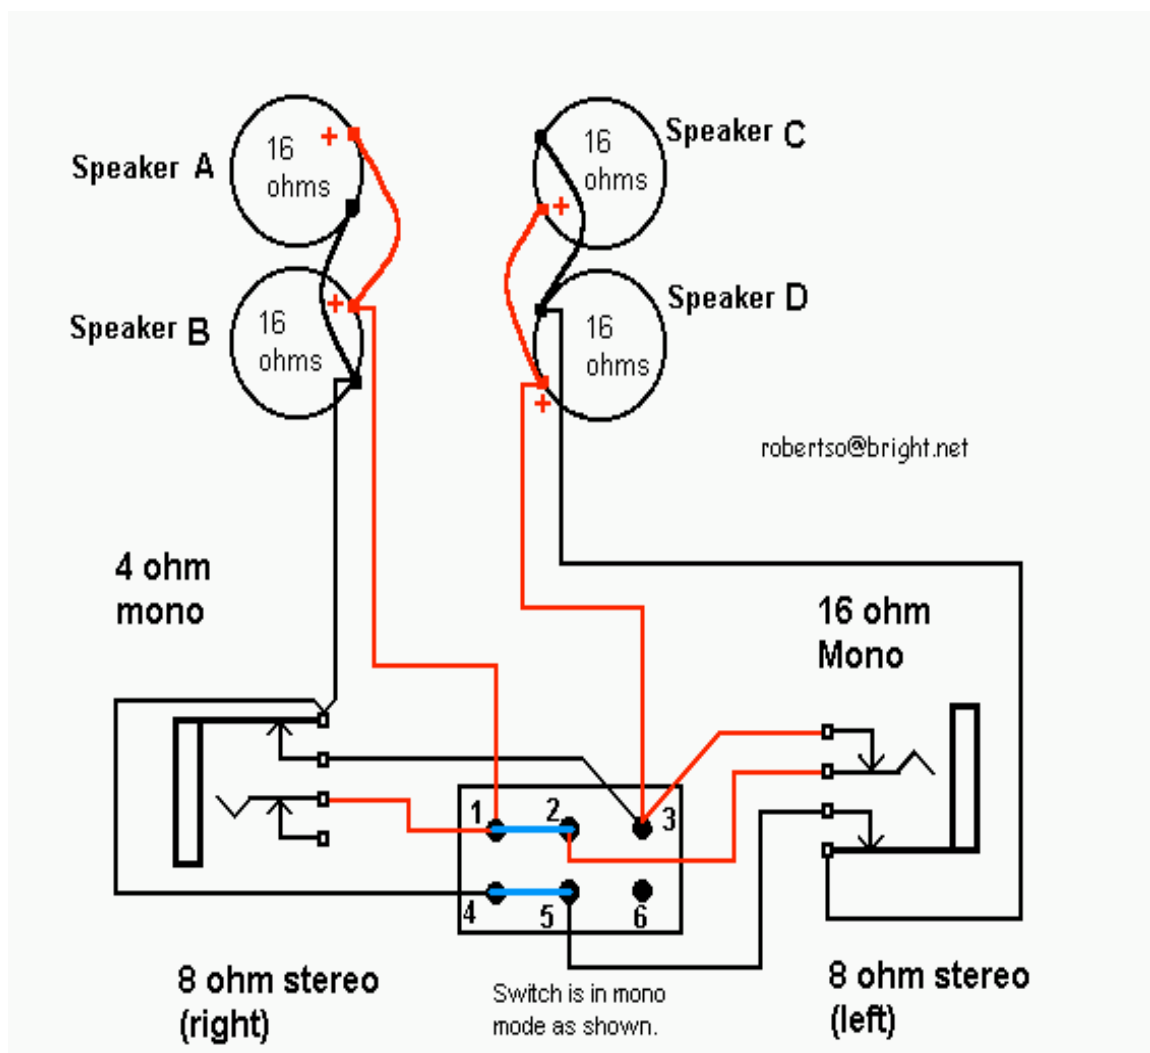 16
ohms
+
Speaker A
16
ohms
+
Speaker C
+
16
ohms
Speaker B
16
ohms
+
Speaker D
robertso@bright.net
4 ohm
mono
16 ohm
Mono
1
2
3
4
5
6
8 ohm stereo
(right)
Switch is in mono
mode as shown.
8 ohm stereo
(left)